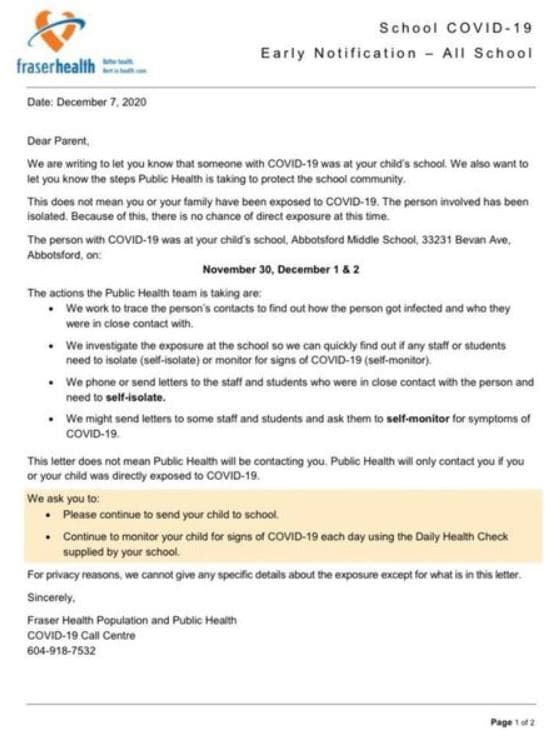 School COVID-19
Early Notification – All School
fraserhealth
Better health.
Best in health care.
Date: December 7, 2020
Dear Parent,
We are writing to let you know that someone with COVID-19 was at your child's school. We also want to
let you know the steps Public Health is taking to protect the school community.
This does not mean you or your family have been exposed to COVID-19. The person involved has been
isolated. Because of this, there is no chance of direct exposure at this time.
The person with COVID-19 was at your child's school, Abbotsford Middle School, 33231 Bevan Ave,
Abbotsford, on:
November 30, December 1 & 2
The actions the Public Health team is taking are:
• We work to trace the person's contacts to find out how the person got infected and who they
were in close contact with.
• We investigate the exposure at the school so we can quickly find out if any staff or students
need to isolate (self-isolate) or monitor for signs of COVID-19 (self-monitor).
• We phone or send letters to the staff and students who were in close contact with the person and
need to self-isolate.
• We might send letters to some staff and students and ask them to self-monitor for symptoms of
COVID-19.
This letter does not mean Public Health will be contacting you. Public Health will only contact you if you
or your child was directly exposed to COVID-19.
We ask you to:
• Please continue to send your child to school.
• Continue to monitor your child for signs of COVID-19 each day using the Daily Health Check
supplied by your school.
For privacy reasons, we cannot give any specific details about the exposure except for what is in this letter.
Sincerely,
Fraser Health Population and Public Health
COVID-19 Call Centre
604-918-7532
Page 1 of 2